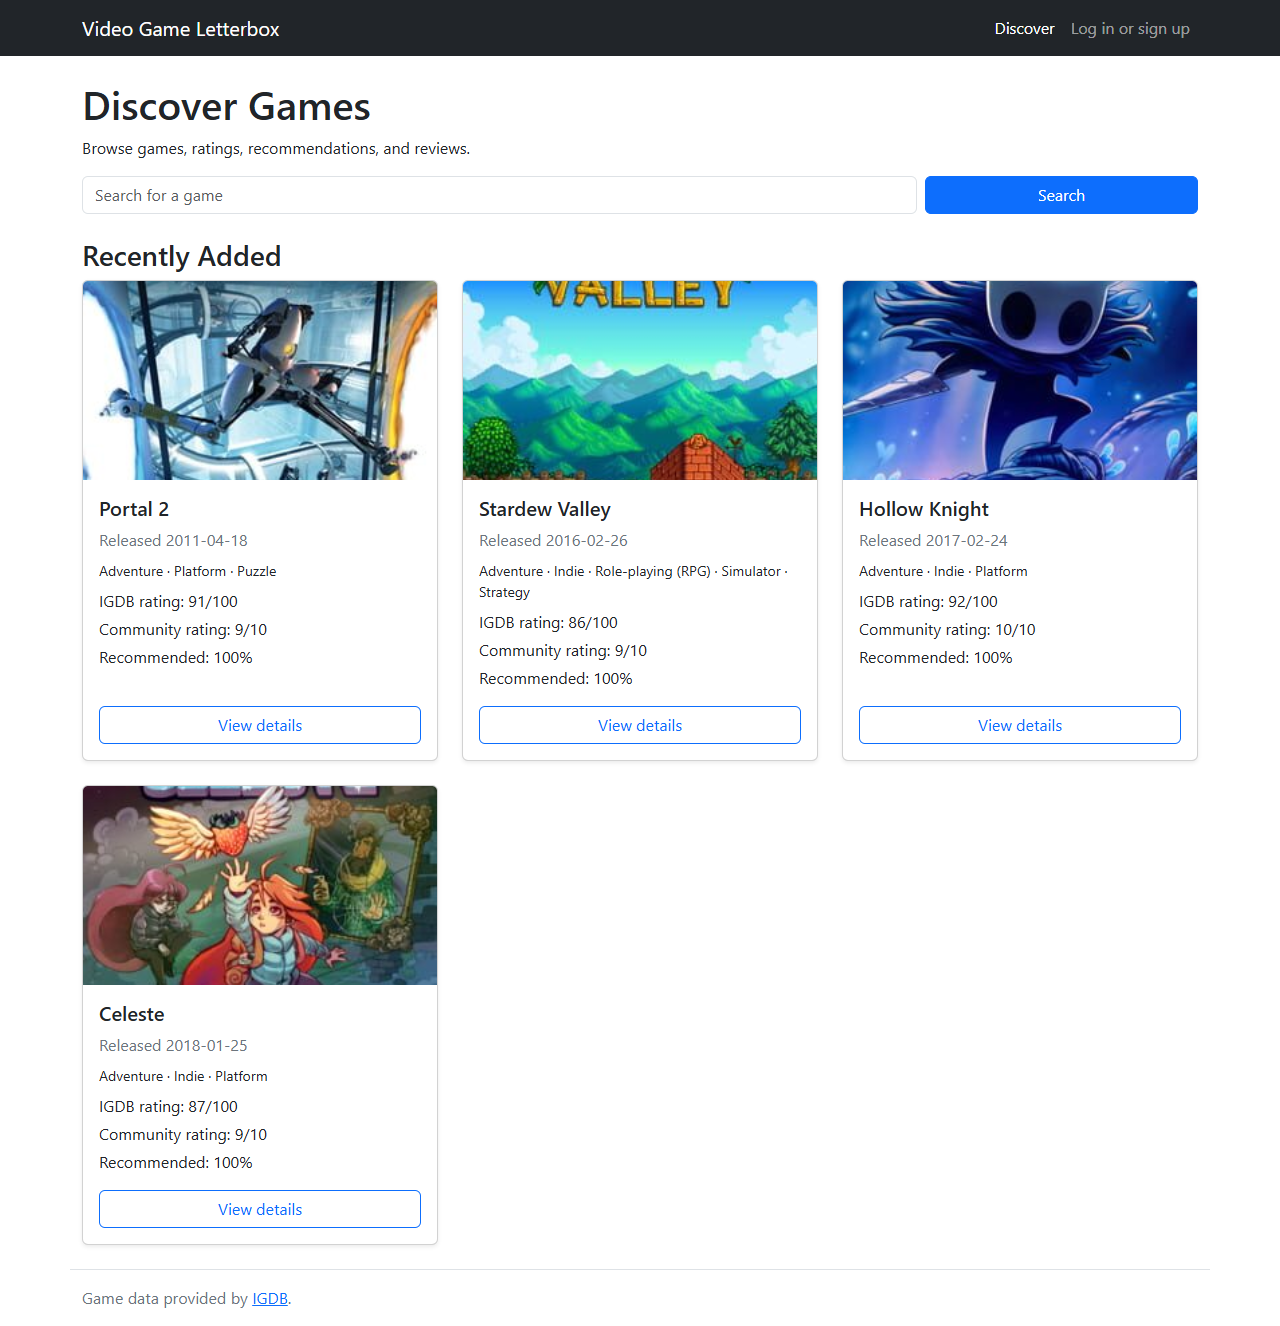 Video Game Letterbox
Discover
Log in or sign up
Discover Games
Browse games, ratings, recommendations, and reviews.
Search for a game
Search
Recently Added
Portal 2
Released 2011-04-18
Adventure · Platform · Puzzle
IGDB rating: 91/100
Community rating: 9/10
Recommended: 100%
View details
VALLEY
Stardew Valley
Released 2016-02-26
Adventure · Indie · Role-playing (RPG) · Simulator ·
Strategy
IGDB rating: 86/100
Community rating: 9/10
Recommended: 100%
View details
Hollow Knight
Released 2017-02-24
Adventure · Indie · Platform
IGDB rating: 92/100
Community rating: 10/10
Recommended: 100%
View details
Celeste
Released 2018-01-25
Adventure · Indie · Platform
IGDB rating: 87/100
Community rating: 9/10
Recommended: 100%
View details
Game data provided by IGDB.